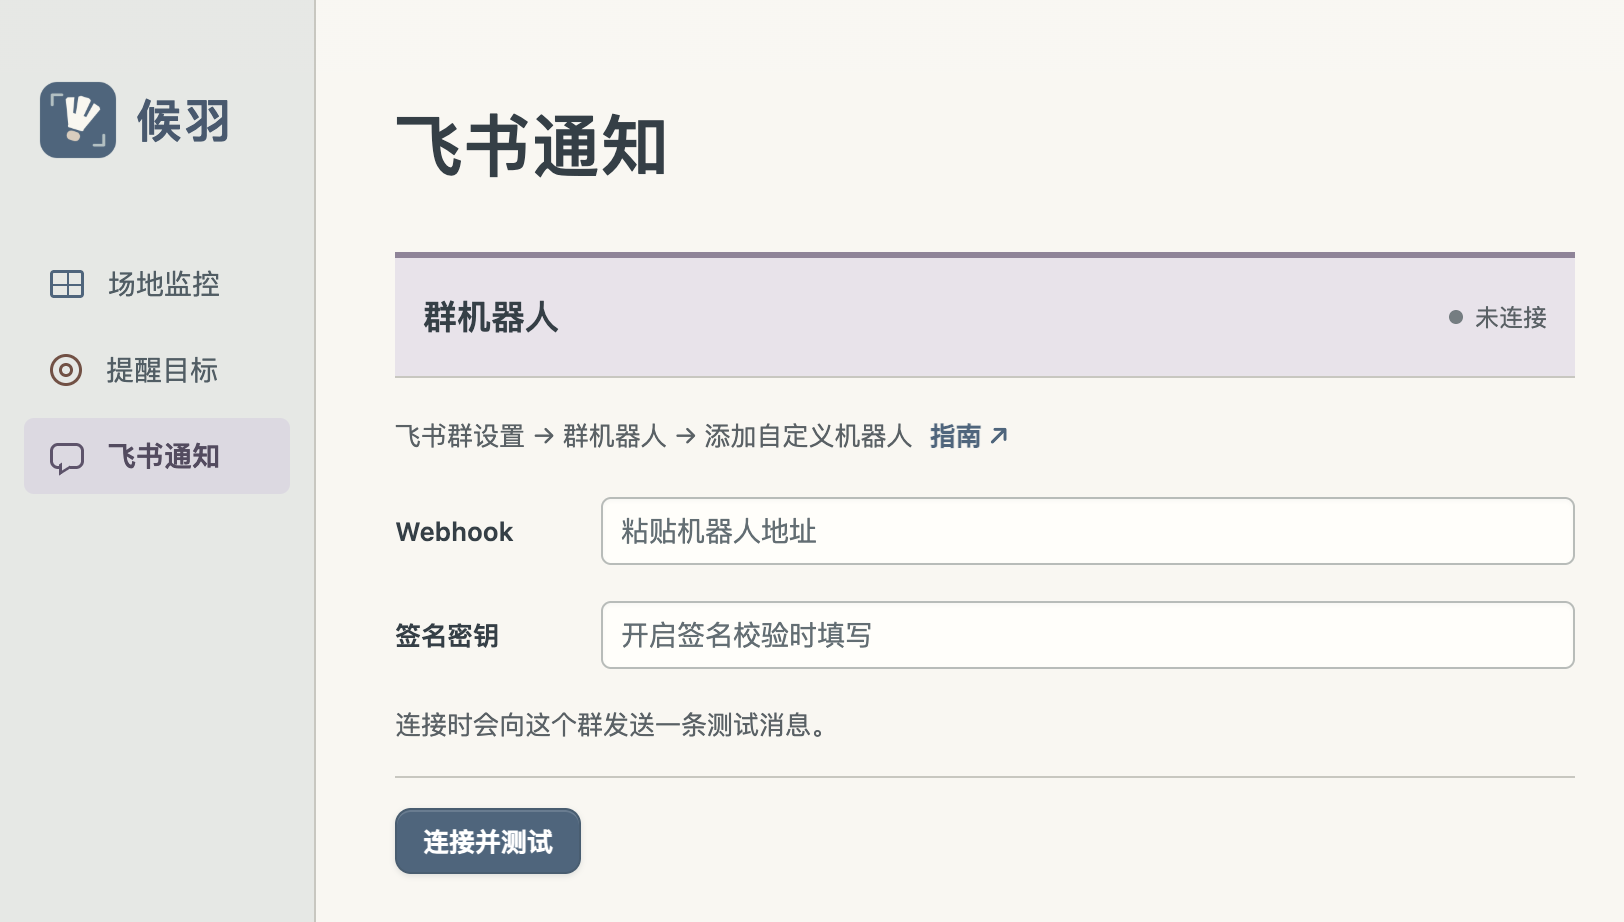 候羽
场地监控
提醒目标
飞书通知
飞书通知
群机器人
未连接
飞书群设置 → 群机器人 → 添加自定义机器人 指南 ↗
Webhook
粘贴机器人地址
签名密钥
开启签名校验时填写
连接时会向这个群发送一条测试消息。
连接并测试